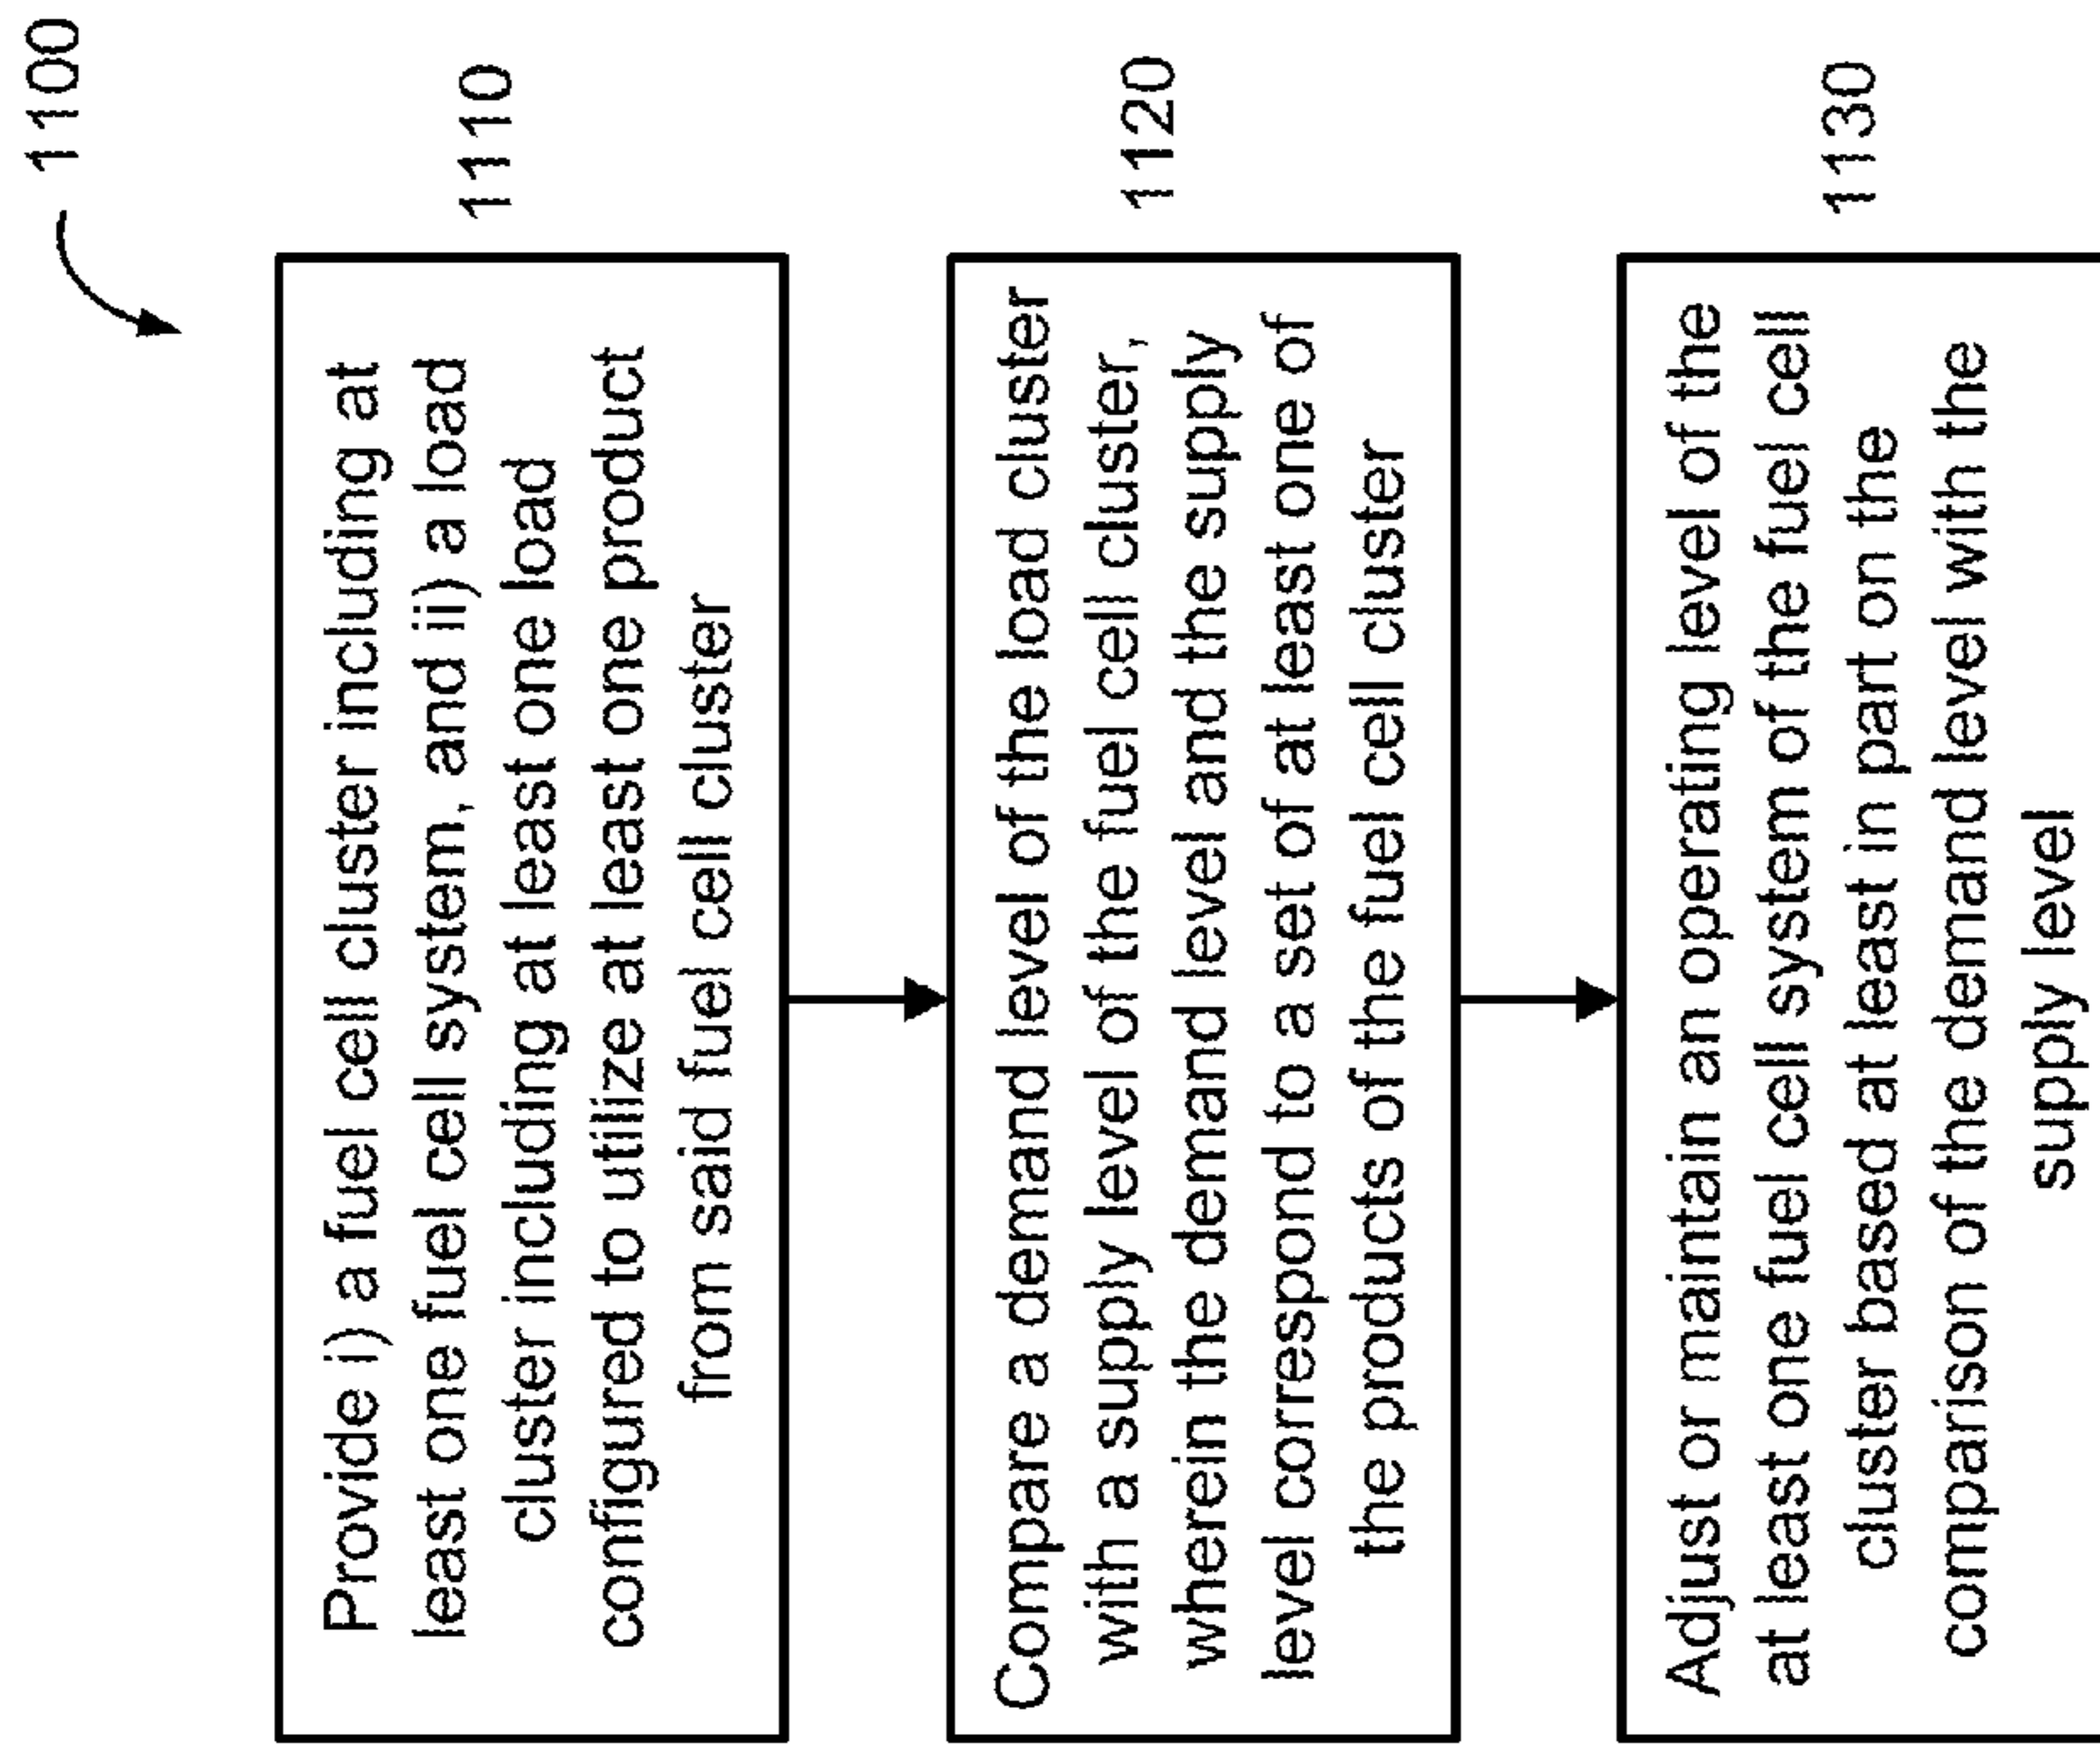 1100
Provide i) a fuel cell cluster including at
least one fuel cell system, and ii) a load
cluster including at least one load
configured to utilize at least one product
from said fuel cell cluster
1110
Compare a demand level of the load cluster
with a supply level of the fuel cell cluster,
wherein the demand level and the supply
level correspond to a set of at least one of
the products of the fuel cell cluster
1120
Adjust or maintain an operating level of the
at least one fuel cell system of the fuel cell
cluster based at least in part on the
comparison of the demand level with the
supply level
1130